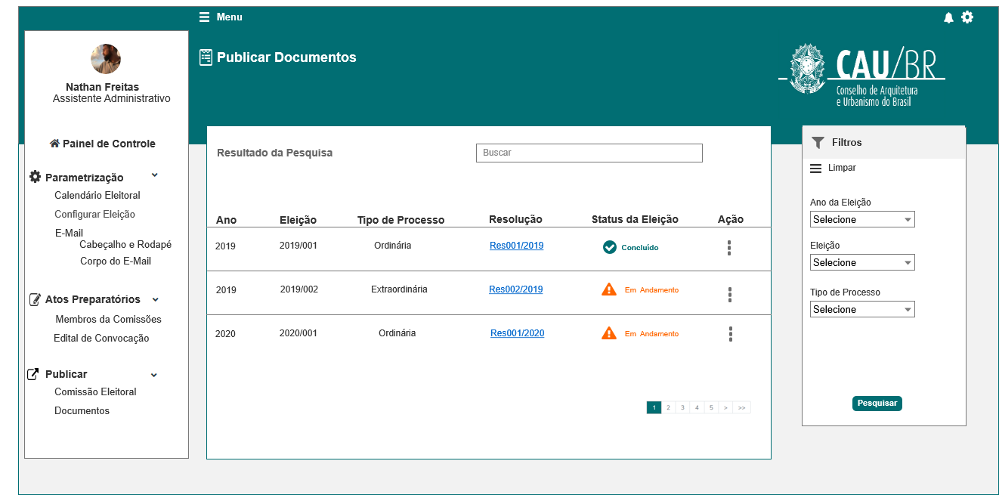 Menu
Publicar Documentos
CAU/BR
Conselho de Arquitetura
e Urbanismo do Brasil
Nathan Freitas
Assistente Administrativo
Painel de Controle
Parametrização
Calendário Eleitoral
Configurar Eleição
E-Mail
Cabeçalho e Rodapé
Corpo do E-Mail
Atos Preparatórios
Membros da Comissões
Edital de Convocação
Publicar
Comissão Eleitoral
Documentos
Resultado da Pesquisa
Buscar
Ano Eleição Tipo de Processo Resolução Status da Eleição Ação
2019 2019/001 Ordinária Res001/2019 Concluído
2019 2019/002 Extraordinária Res002/2019 Em Andamento
2020 2020/001 Ordinária Res001/2020 Em Andamento
1 2 3 4 5 > >>
Filtros
Limpar
Ano da Eleição
Selecione
Eleição
Selecione
Tipo de Processo
Selecione
Pesquisar